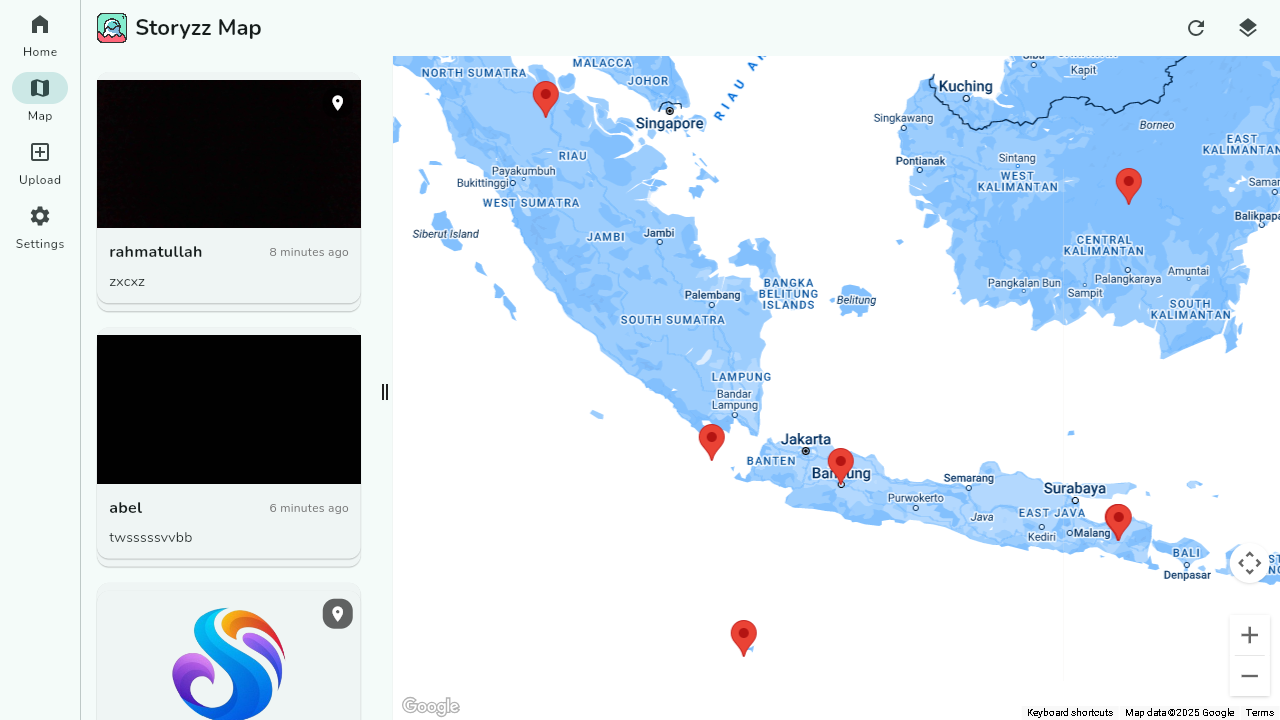 Home
Map
Upload
Settings
Storyzz Map
rahmatullah
8 minutes ago
zxcxz
abel
6 minutes ago
twsssssvvbb
NORTH SUMATRA
MALACCA
JOHOR
Singapore
RIAU
Payakumbuh
Bukittinggi
WEST SUMATRA
Siberut Island
JAMBI
Jambi
Palembang
BANGKA
BELITUNG
ISLANDS
Belitung
SOUTH SUMATRA
LAMPUNG
Bandar
Lampung
Kuching
Kapit
Singkawang
Borneo
EAST
KALIMANTAN
Pontianak
Sintang
WEST
KALIMANTAN
Balikpapa
CENTRAL
KALIMANTAN
Pangkalan Bun
Palangkaraya
Amuntai
Sampit
SOUTH
KALIMANTAN
Jakarta
BANTEN
Semarang
Purwokerto
Java
Surabaya
EAST JAVA
Kediri
Malang
BALI
Denpasar
Google
Keyboard shortcuts
Map data ©2025 Google
Terms